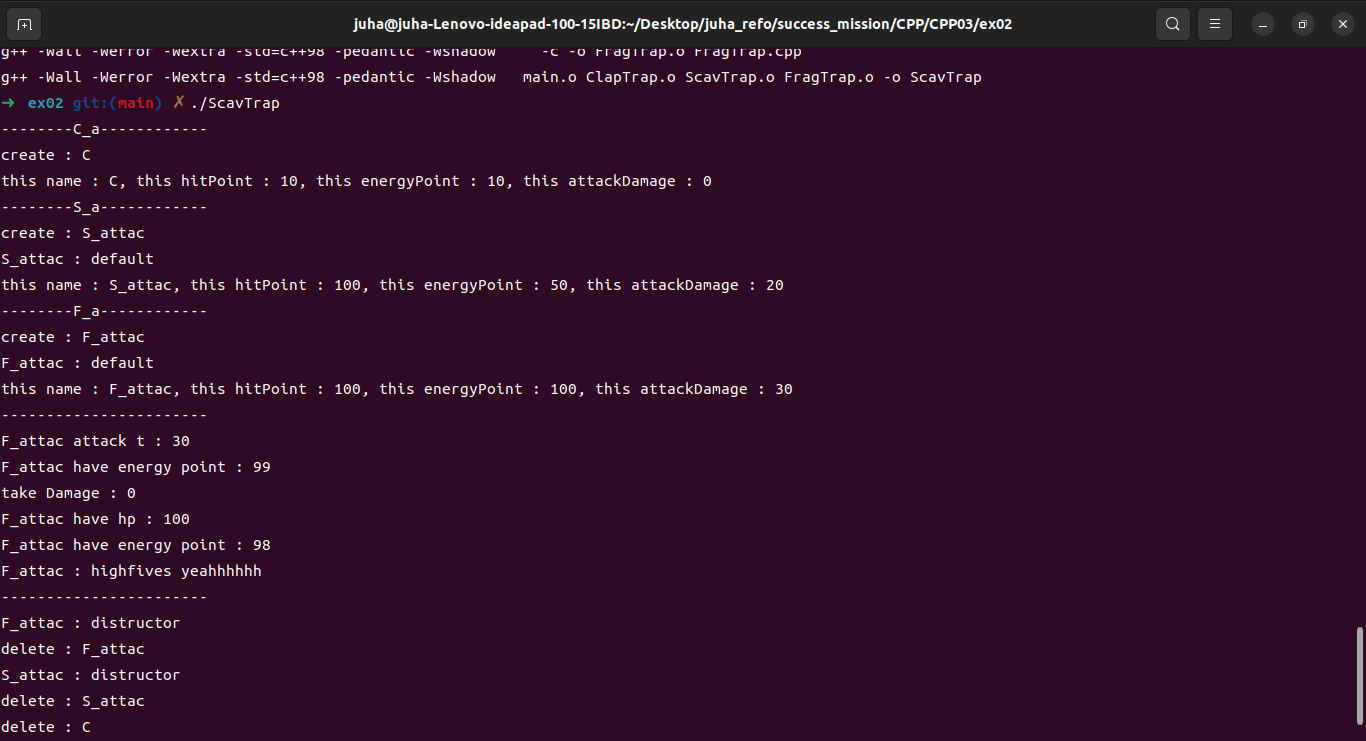 juha@juha-Lenovo-ideapad-100-15IBD:~/Desktop/juha_refo/success_mission/CPP/CPP03/ex02
g++ -Wall -Werror -Wextra -std=c++98 -pedantic -Wshadow     -c -o FragTrap.o FragTrap.cpp
g++ -Wall -Werror -Wextra -std=c++98 -pedantic -Wshadow   main.o ClapTrap.o ScavTrap.o FragTrap.o -o ScavTrap
➜  ex02 git:(main) ✗ ./ScavTrap
--------C_a------------
create : C
this name : C, this hitPoint : 10, this energyPoint : 10, this attackDamage : 0
--------S_a------------
create : S_attac
S_attac : default
this name : S_attac, this hitPoint : 100, this energyPoint : 50, this attackDamage : 20
--------F_a------------
create : F_attac
F_attac : default
this name : F_attac, this hitPoint : 100, this energyPoint : 100, this attackDamage : 30
-----------------------
F_attac attack t : 30
F_attac have energy point : 99
take Damage : 0
F_attac have hp : 100
F_attac have energy point : 98
F_attac : highfives yeahhhhhh
-----------------------
F_attac : distructor
delete : F_attac
S_attac : distructor
delete : S_attac
delete : C